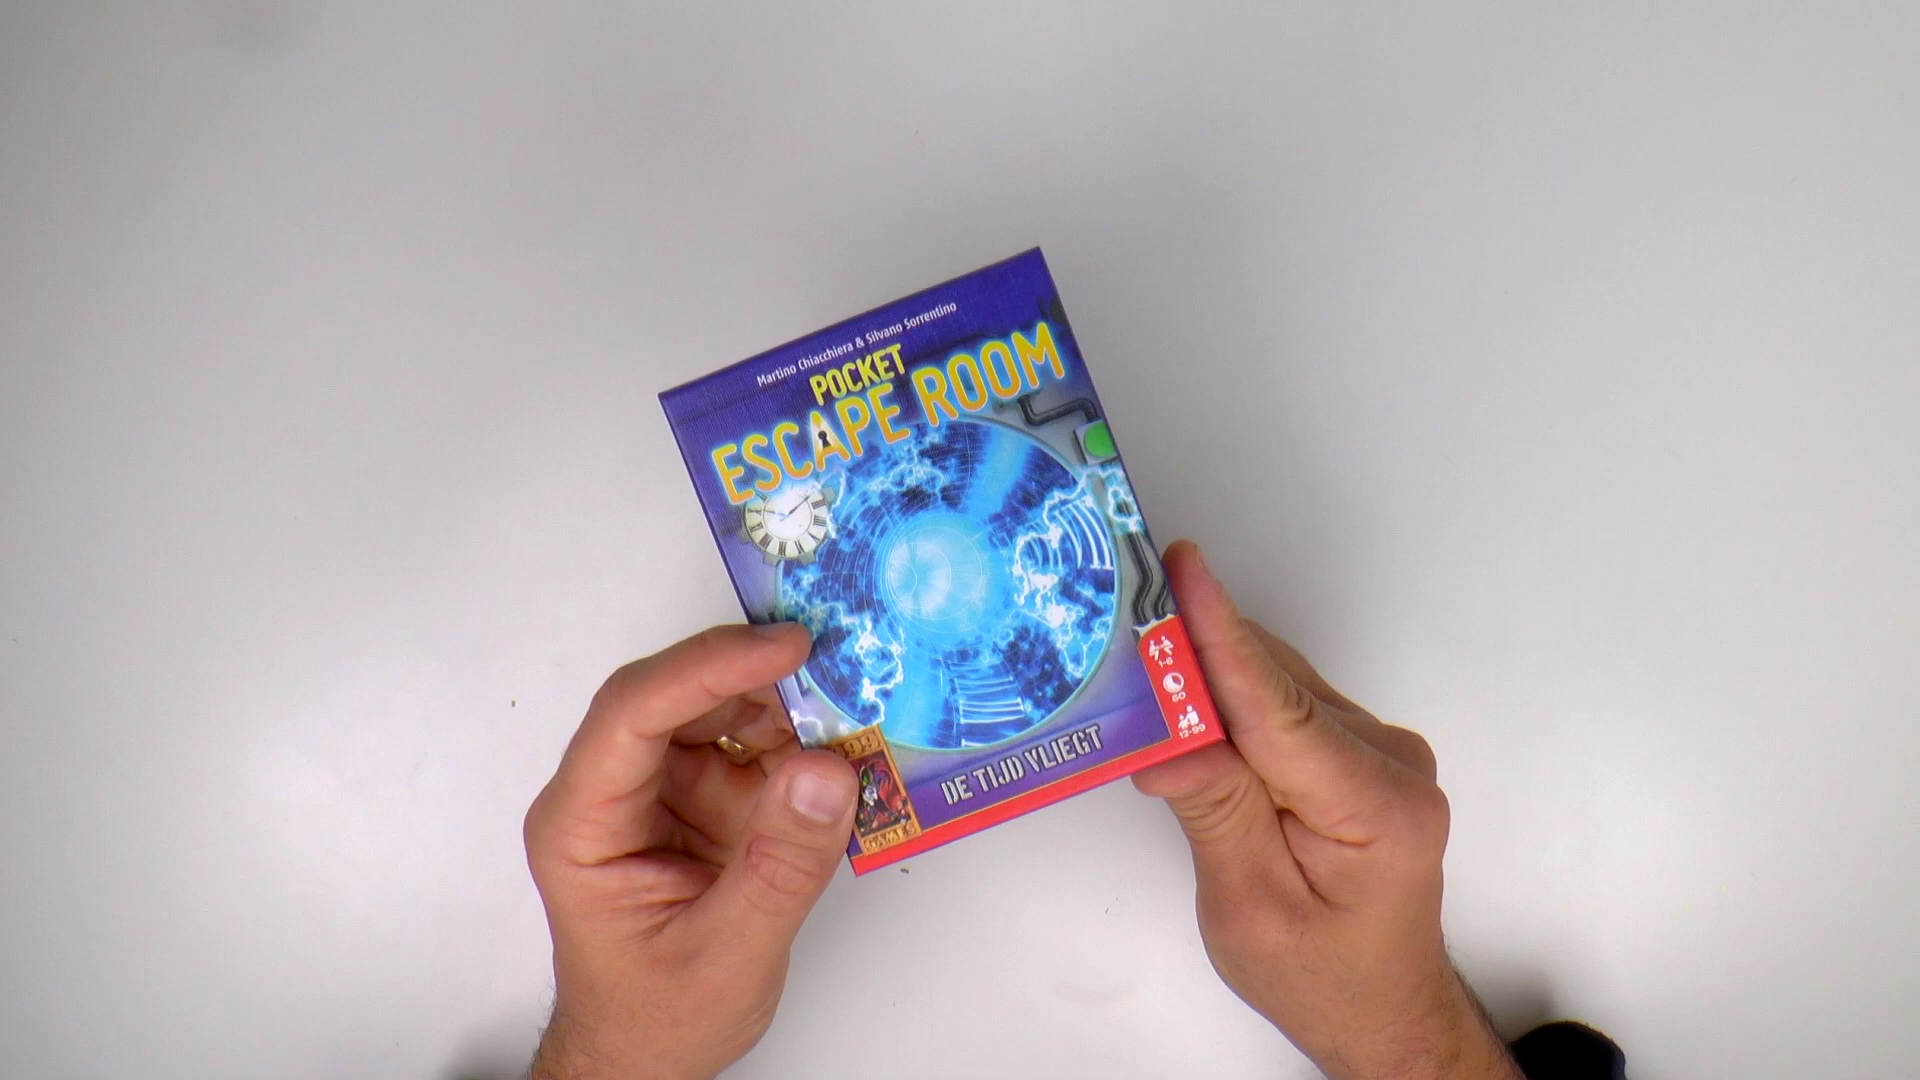 Martino Chiacchiera & Silvano Sorrentino
POCKET
ESCAPE ROOM
1-6
60
12-99
DE TIJD VLIEGT
999
GAMES